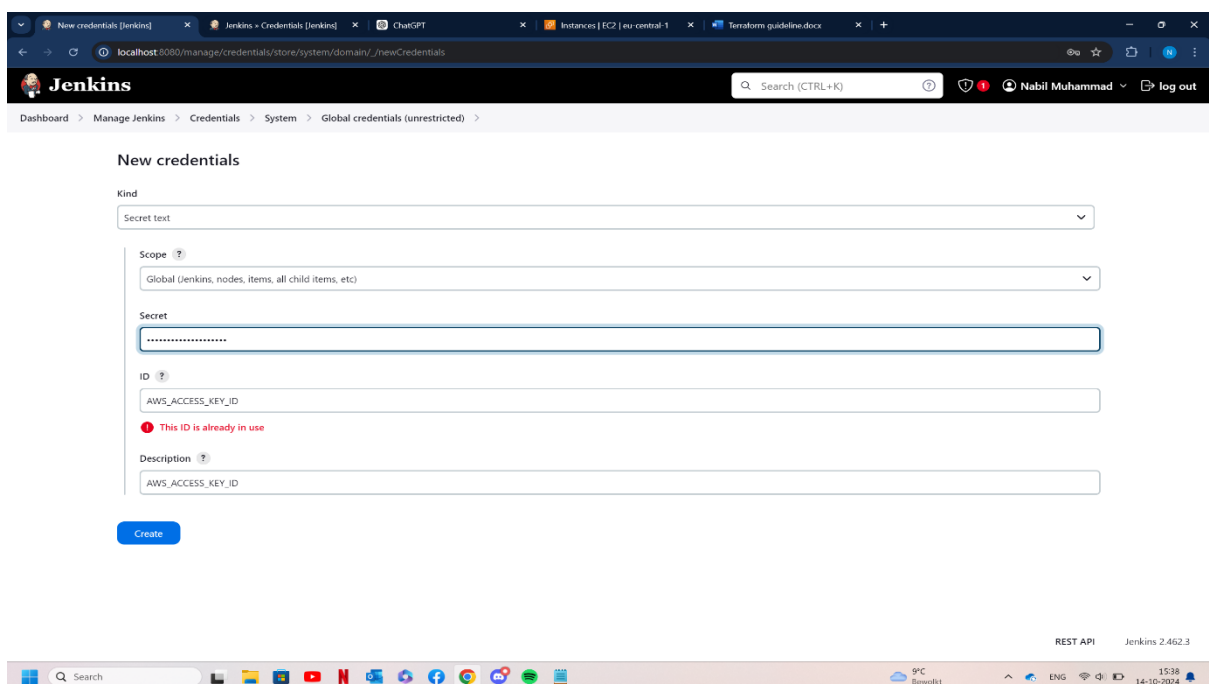 New credentials [Jenkins]
Jenkins » Credentials [Jenkins]
ChatGPT
Instances | EC2 | eu-central-1
Terraform guideline.docx
localhost:8080/manage/credentials/store/system/domain/_/newCredentials
N
Jenkins
Search (CTRL+K)
?
1
Nabil Muhammad
log out
Dashboard > Manage Jenkins > Credentials > System > Global credentials (unrestricted) >
New credentials
Kind
Secret text
Scope ?
Global (Jenkins, nodes, items, all child items, etc)
Secret
ID ?
AWS_ACCESS_KEY_ID
This ID is already in use
Description ?
AWS_ACCESS_KEY_ID
Create
REST API Jenkins 2.462.3
Search
9°C
Bewolkt
ENG
15:38
14-10-2024